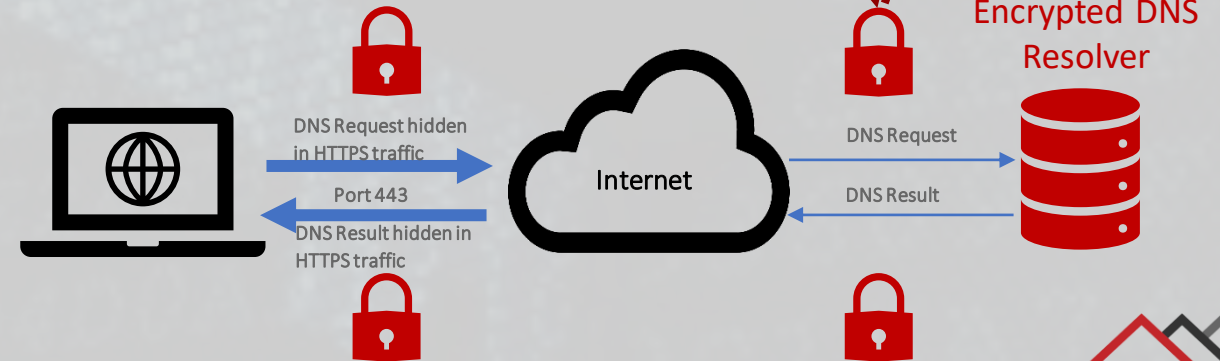 Encrypted DNS
Resolver
DNS Request hidden
in HTTPS traffic
Port 443
DNS Result hidden in
HTTPS traffic
Internet
DNS Request
DNS Result